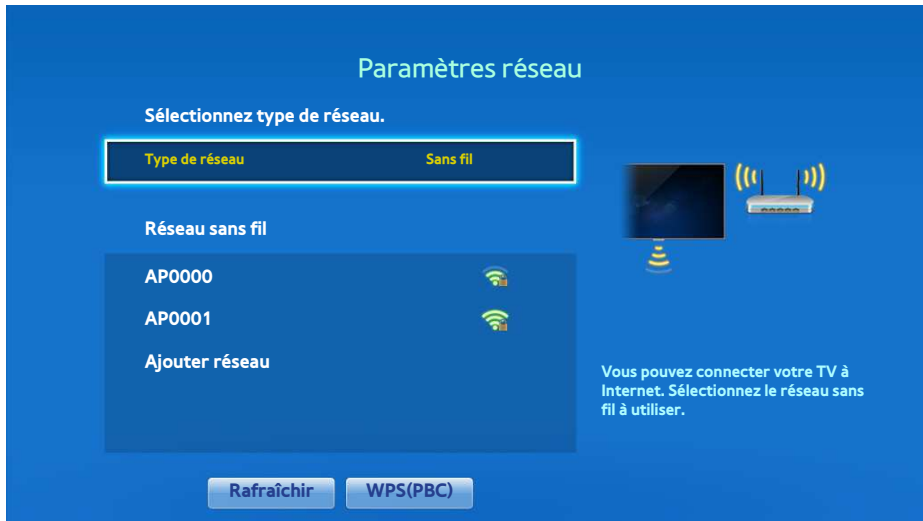 Paramètres réseau
Sélectionnez type de réseau.
Type de réseau Sans fil
Réseau sans fil
AP0000
AP0001
Ajouter réseau
Vous pouvez connecter votre TV à
Internet. Sélectionnez le réseau sans
fil à utiliser.
Rafraîchir WPS(PBC)